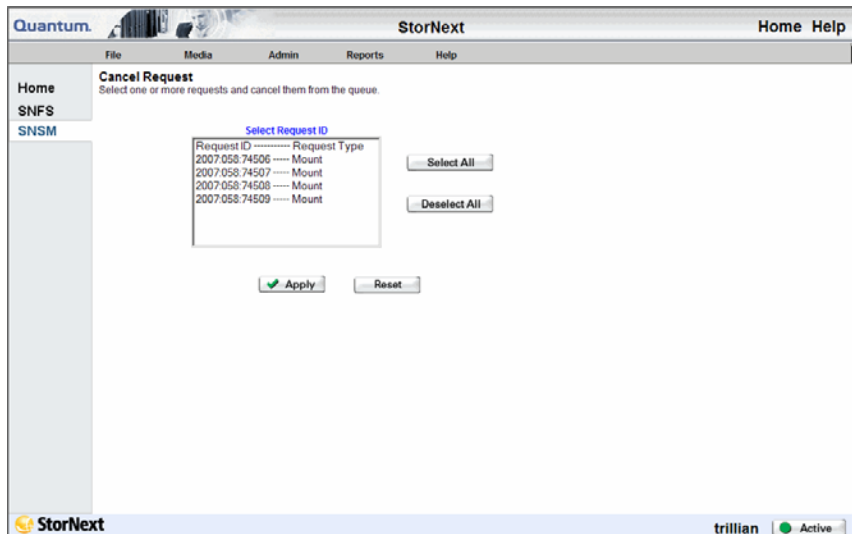 Quantum. StorNext Home Help
File Media Admin Reports Help
Home
SNFS
SNSM
Cancel Request
Select one or more requests and cancel them from the queue.
Select Request ID
Request ID ---------- Request Type
2007:058:74506 ----- Mount
2007:058:74507 ----- Mount
2007:058:74508 ----- Mount
2007:058:74509 ----- Mount
Select All
Deselect All
Apply Reset
StorNext trillian Active